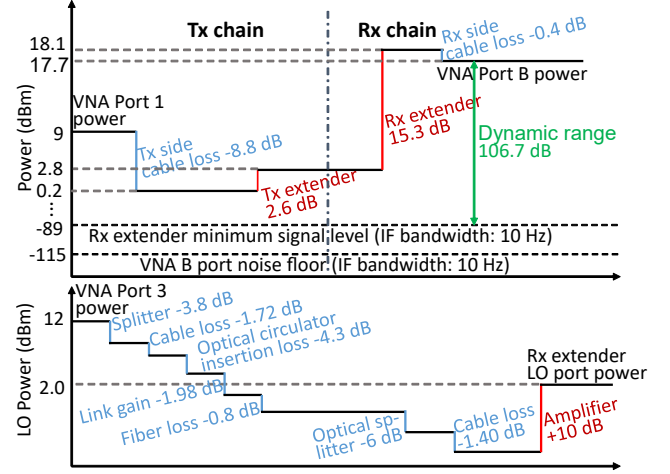 Tx chain
Rx chain
Rx side
cable loss -0.4 dB
18.1
17.7
VNA Port B power
VNA Port 1
power
Power (dBm)
9
Tx side
cable loss -8.8 dB
Rx extender
15.3 dB
Dynamic range
106.7 dB
2.8
0.2
Tx extender
2.6 dB
...
-89
Rx extender minimum signal level (IF bandwidth: 10 Hz)
-115
VNA B port noise floor (IF bandwidth: 10 Hz)
VNA Port 3
power
LO Power (dBm)
12
Splitter -3.8 dB
Cable loss -1.72 dB
Optical circulator
insertion loss -4.3 dB
Rx extender
LO port power
2.0
Link gain -1.98 dB
Fiber loss -0.8 dB
Optical sp-
litter -6 dB
Cable loss
-1.40 dB
Amplifier
+10 dB